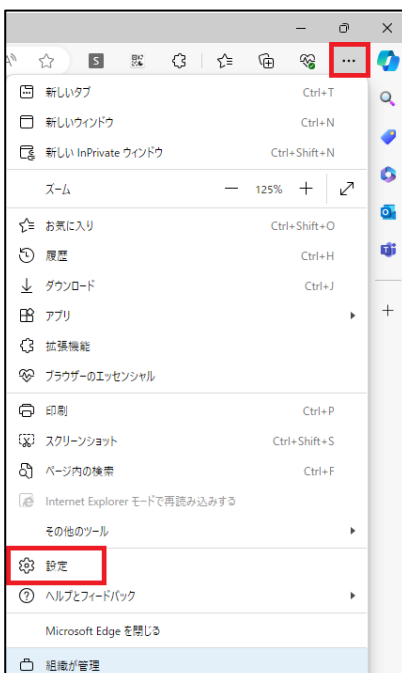 新しいタブ Ctrl+T
新しいウィンドウ Ctrl+N
新しい InPrivate ウィンドウ Ctrl+Shift+N
ズーム 125%
お気に入り Ctrl+Shift+O
履歴 Ctrl+H
ダウンロード Ctrl+J
アプリ
拡張機能
ブラウザーのエッセンシャル
印刷 Ctrl+P
スクリーンショット Ctrl+Shift+S
ページ内の検索 Ctrl+F
Internet Explorer モードで再読み込みする
その他のツール
設定
ヘルプとフィードバック
Microsoft Edge を閉じる
組織が管理